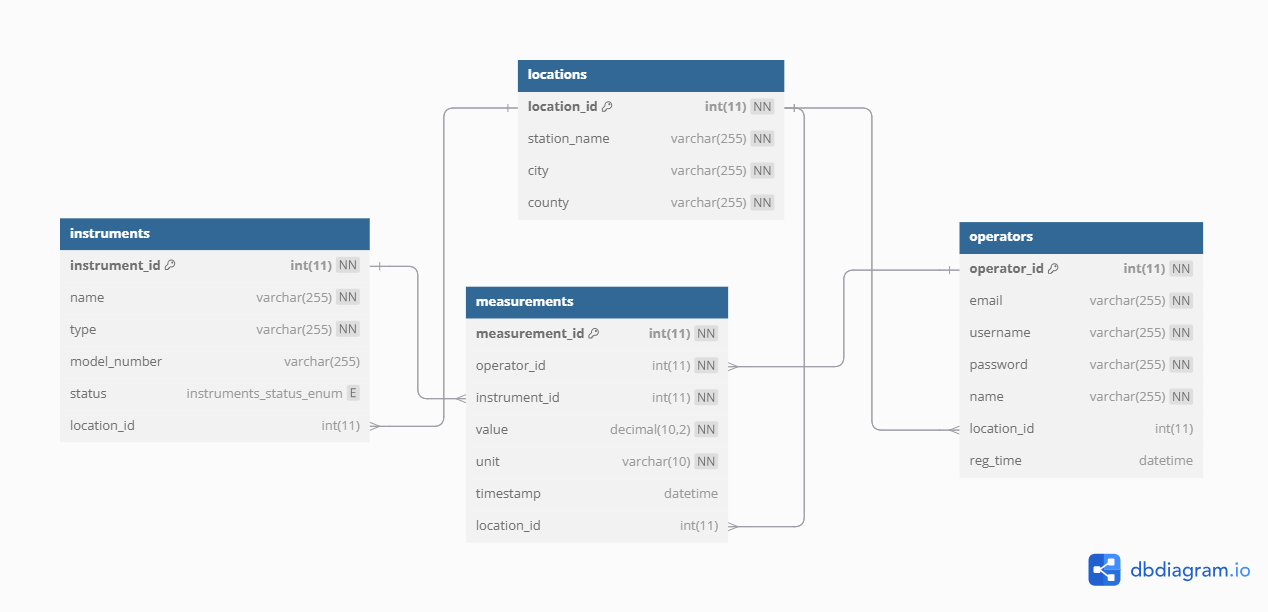 locations
location_id int(11) NN
station_name varchar(255) NN
city varchar(255) NN
county varchar(255) NN
instruments
instrument_id int(11) NN
name varchar(255) NN
type varchar(255) NN
model_number varchar(255)
status instruments_status_enum E
location_id int(11)
measurements
measurement_id int(11) NN
operator_id int(11) NN
instrument_id int(11) NN
value decimal(10,2) NN
unit varchar(10) NN
timestamp datetime
location_id int(11)
operators
operator_id int(11) NN
email varchar(255) NN
username varchar(255) NN
password varchar(255) NN
name varchar(255) NN
location_id int(11)
reg_time datetime
dbdiagram.io